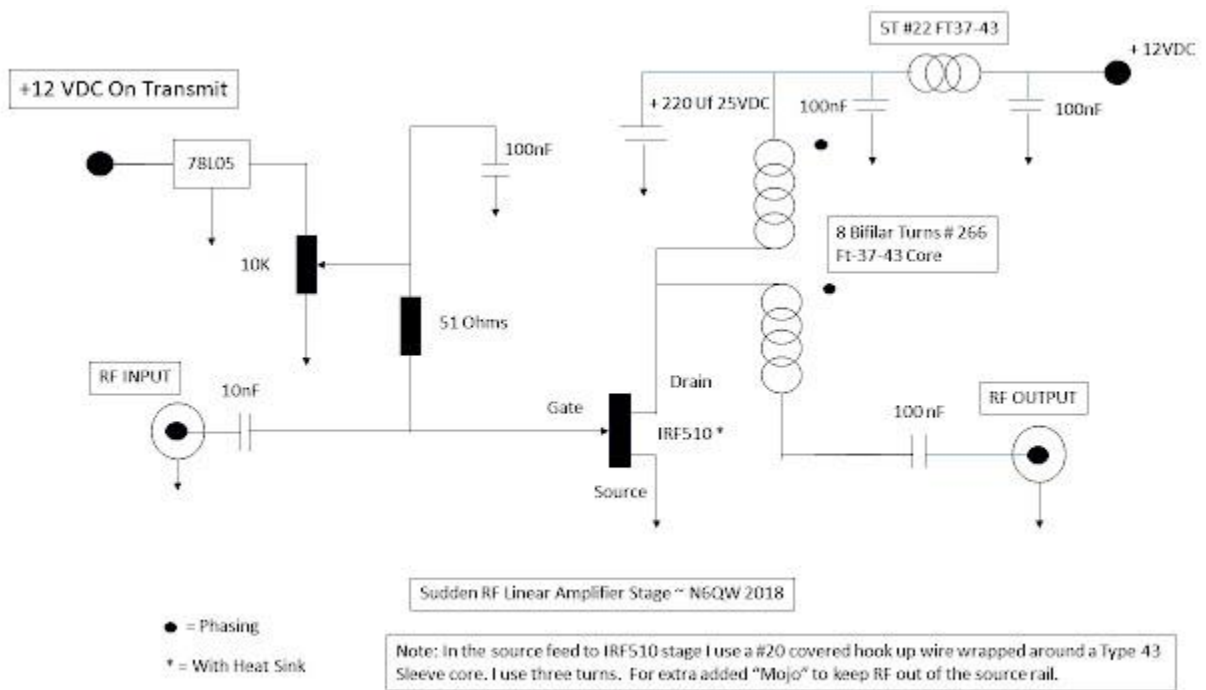 5T #22 FT37-43
+ 12VDC
+12 VDC On Transmit
+ 220 Uf 25VDC
100nF
100nF
100nF
78L05
8 Bifilar Turns # 266
Ft-37-43 Core
10K
51 Ohms
RF INPUT
10nF
Drain
Gate
RF OUTPUT
100 nF
IRF510 *
Source
Sudden RF Linear Amplifier Stage ~ N6QW 2018
= Phasing
* = With Heat Sink
Note: In the source feed to IRF510 stage I use a #20 covered hook up wire wrapped around a Type 43
Sleeve core. I use three turns. For extra added "Mojo" to keep RF out of the source rail.